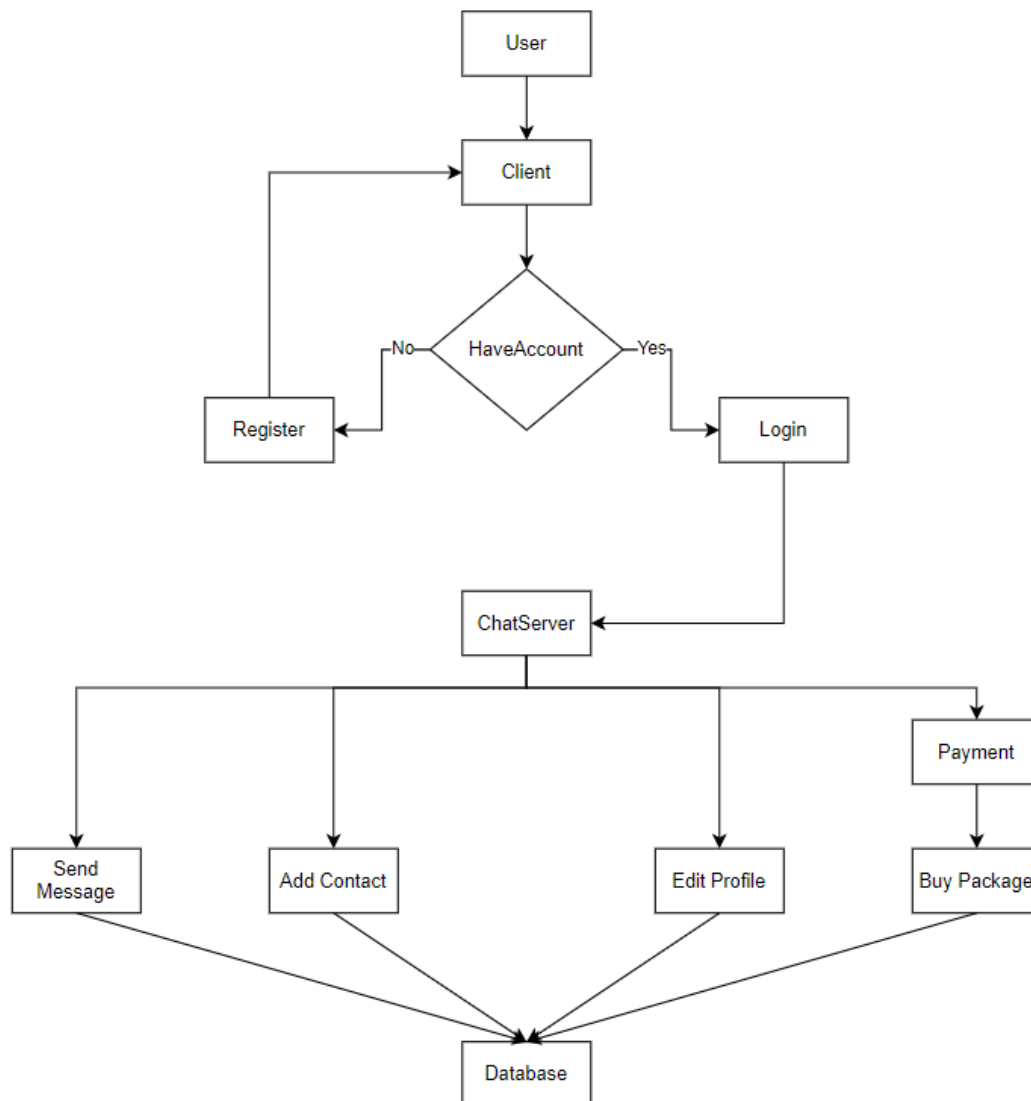 User
Client
HaveAccount
No
Yes
Register
Login
ChatServer
Payment
Send
Message
Add Contact
Edit Profile
Buy Package
Database